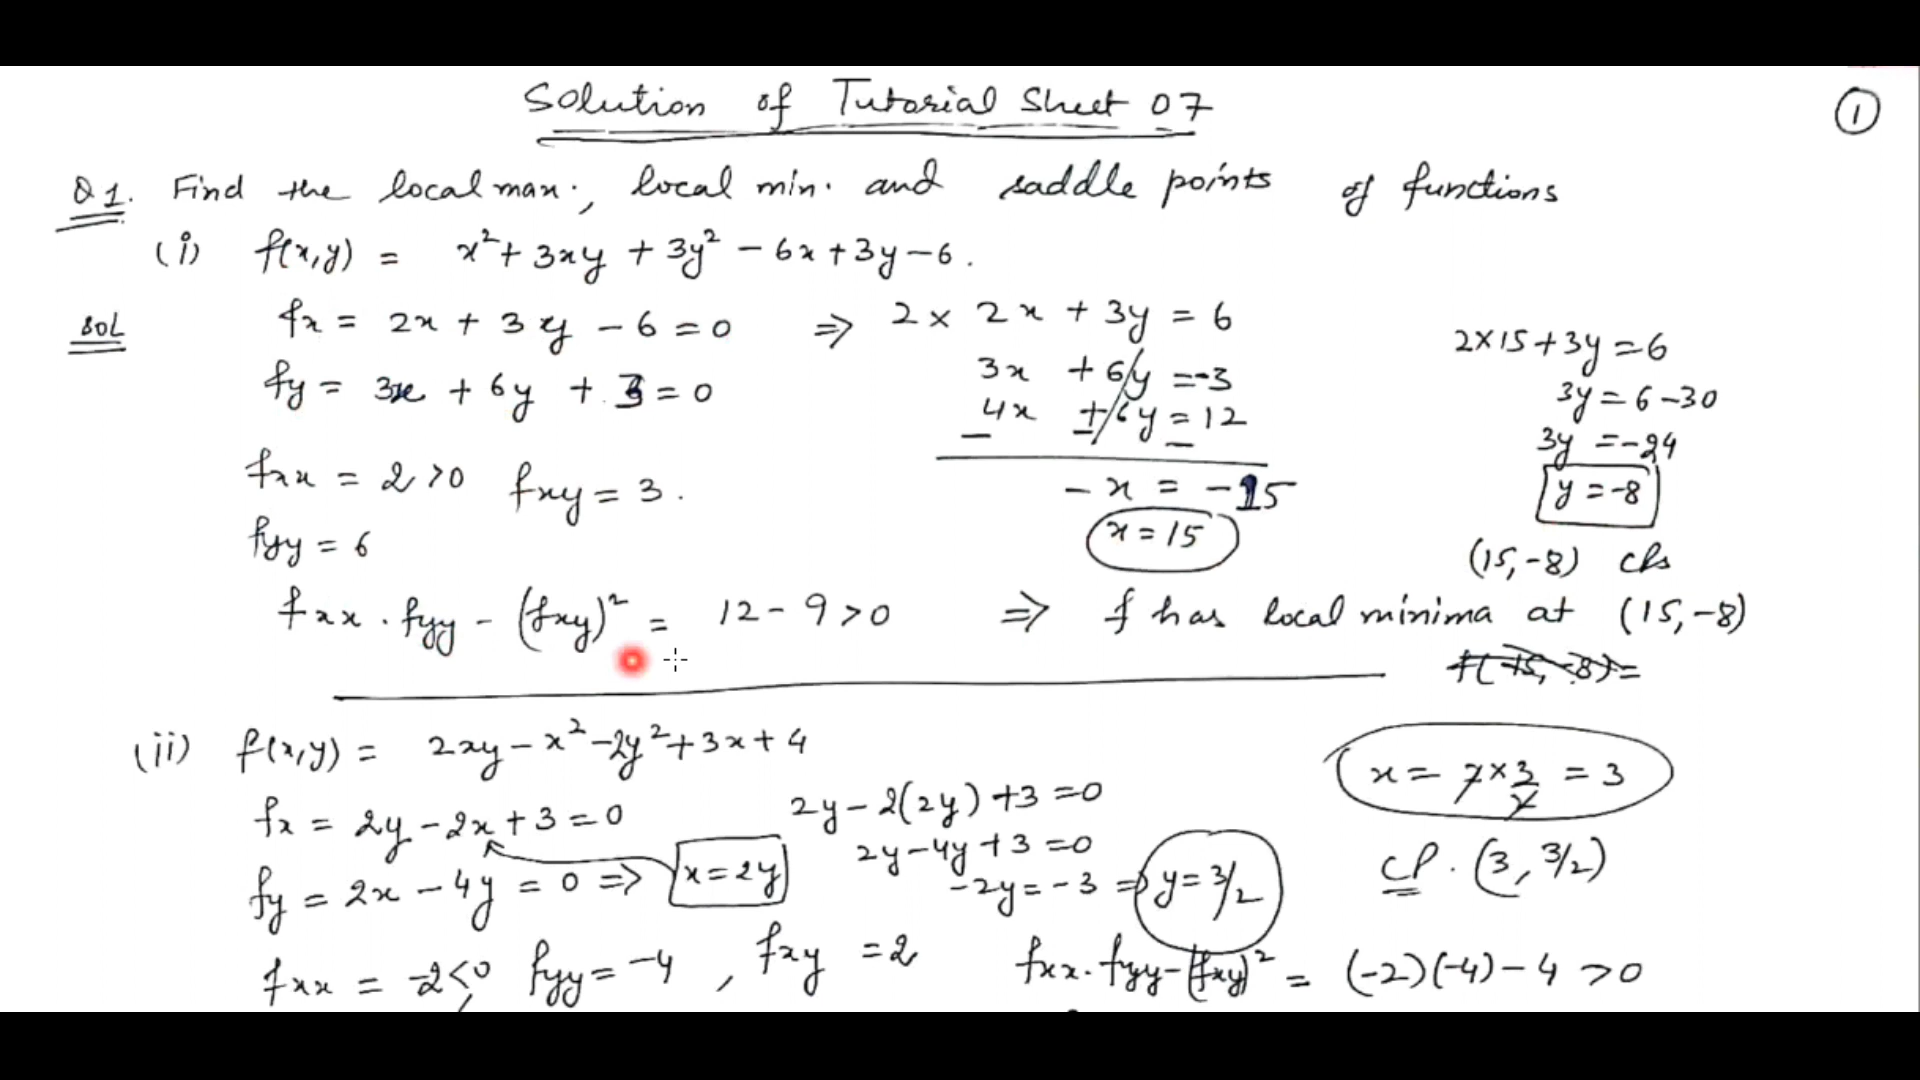 Solution of Tutorial Sheet 07
1
Q1. Find the local max., local min. and saddle points of functions
(i) f(x,y) = x² + 3xy + 3y² - 6x + 3y - 6.
sol
fx = 2x + 3y - 6 = 0 ⇒ 2 × 2x + 3y = 6
fy = 3x + 6y + 3 = 0
3x + 6y = -3
4x + 6y = 12
- x = -15
x = 15
2×15 + 3y = 6
3y = 6 - 30
3y = -24
y = -8
(15, -8)
fxx = 2 > 0 fxy = 3.
fyy = 6
fxx . fyy - (fxy)² = 12 - 9 > 0 ⇒ f has local minima at (15, -8)
f(15, -8) =
(ii) f(x,y) = 2xy - x² - 2y² + 3x + 4
fx = 2y - 2x + 3 = 0
fy = 2x - 4y = 0 ⇒ x = 2y
2y - 2(2y) + 3 = 0
2y - 4y + 3 = 0
-2y = -3 ⇒ y = 3/2
x = 2 × 3/2 = 3
CP. (3, 3/2)
fxx = -2 < 0, fyy = -4, fxy = 2 fxx . fyy - (fxy)² = (-2)(-4) - 4 > 0